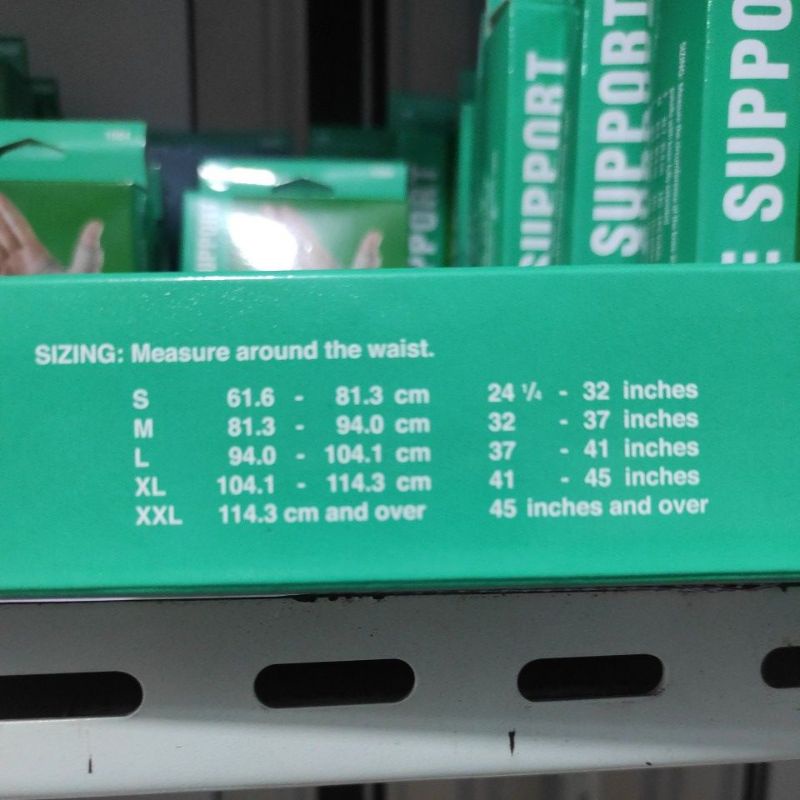 SUPPORT
SUPPORT
SUPPORT
E SUPPO
SIZING: Measure around the waist.
S 61.6 - 81.3 cm 24 ¼ - 32 inches
M 81.3 - 94.0 cm 32 - 37 inches
L 94.0 - 104.1 cm 37 - 41 inches
XL 104.1 - 114.3 cm 41 - 45 inches
XXL 114.3 cm and over 45 inches and over